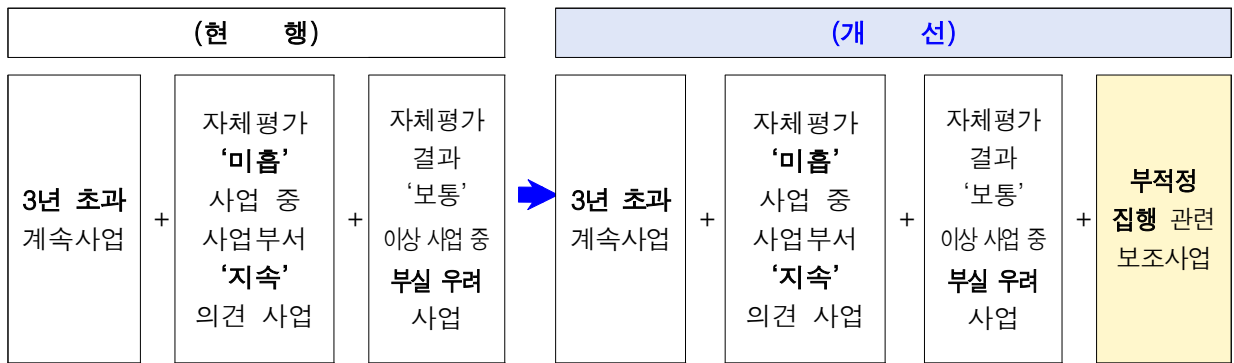 (현 행)
3년 초과
계속사업
+
자체평가
‘미흡’
사업 중
사업부서
‘지속’
의견 사업
+
자체평가
결과
‘보통’
이상 사업 중
부실 우려
사업
(개 선)
3년 초과
계속사업
+
자체평가
‘미흡’
사업 중
사업부서
‘지속’
의견 사업
+
자체평가
결과
‘보통’
이상 사업 중
부실 우려
사업
+
부적정
집행 관련
보조사업